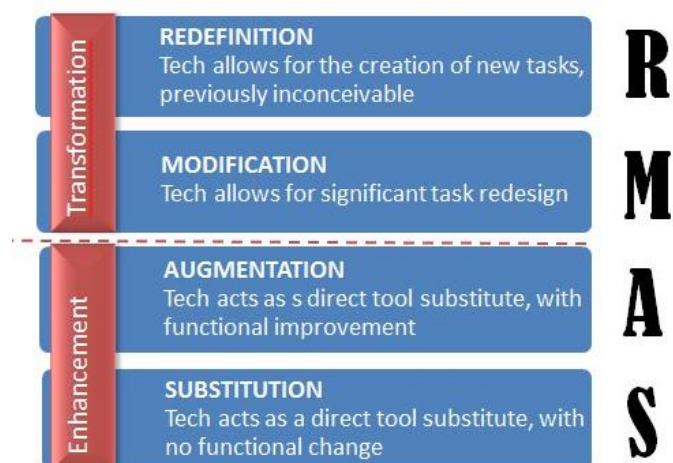 Transformation
REDEFINITION
Tech allows for the creation of new tasks,
previously inconceivable
R
MODIFICATION
Tech allows for significant task redesign
M
Enhancement
AUGMENTATION
Tech acts as s direct tool substitute, with
functional improvement
A
SUBSTITUTION
Tech acts as a direct tool substitute, with
no functional change
S